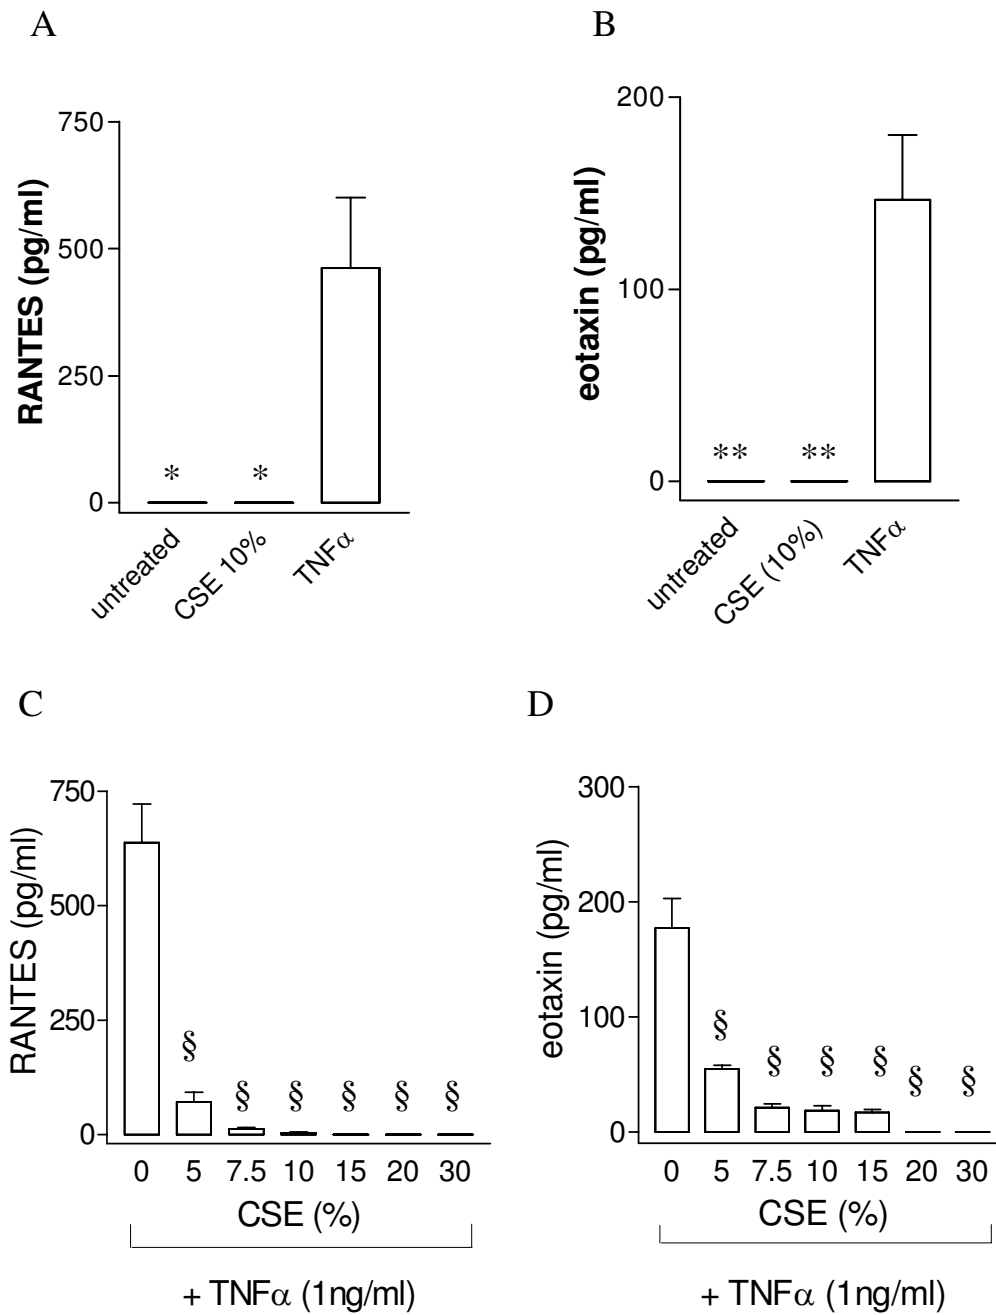 A
RANTES (pg/ml)
750
500
250
0
* *
untreated
CSE 10%
TNFα
B
eotaxin (pg/ml)
200
100
0
** **
untreated
CSE (10%)
TNFα
C
RANTES (pg/ml)
750
500
250
0
§ § § § § §
0 5 7.5 10 15 20 30
CSE (%)
+ TNFα (1ng/ml)
D
eotaxin (pg/ml)
300
200
100
0
§ § § § § §
0 5 7.5 10 15 20 30
CSE (%)
+ TNFα (1ng/ml)